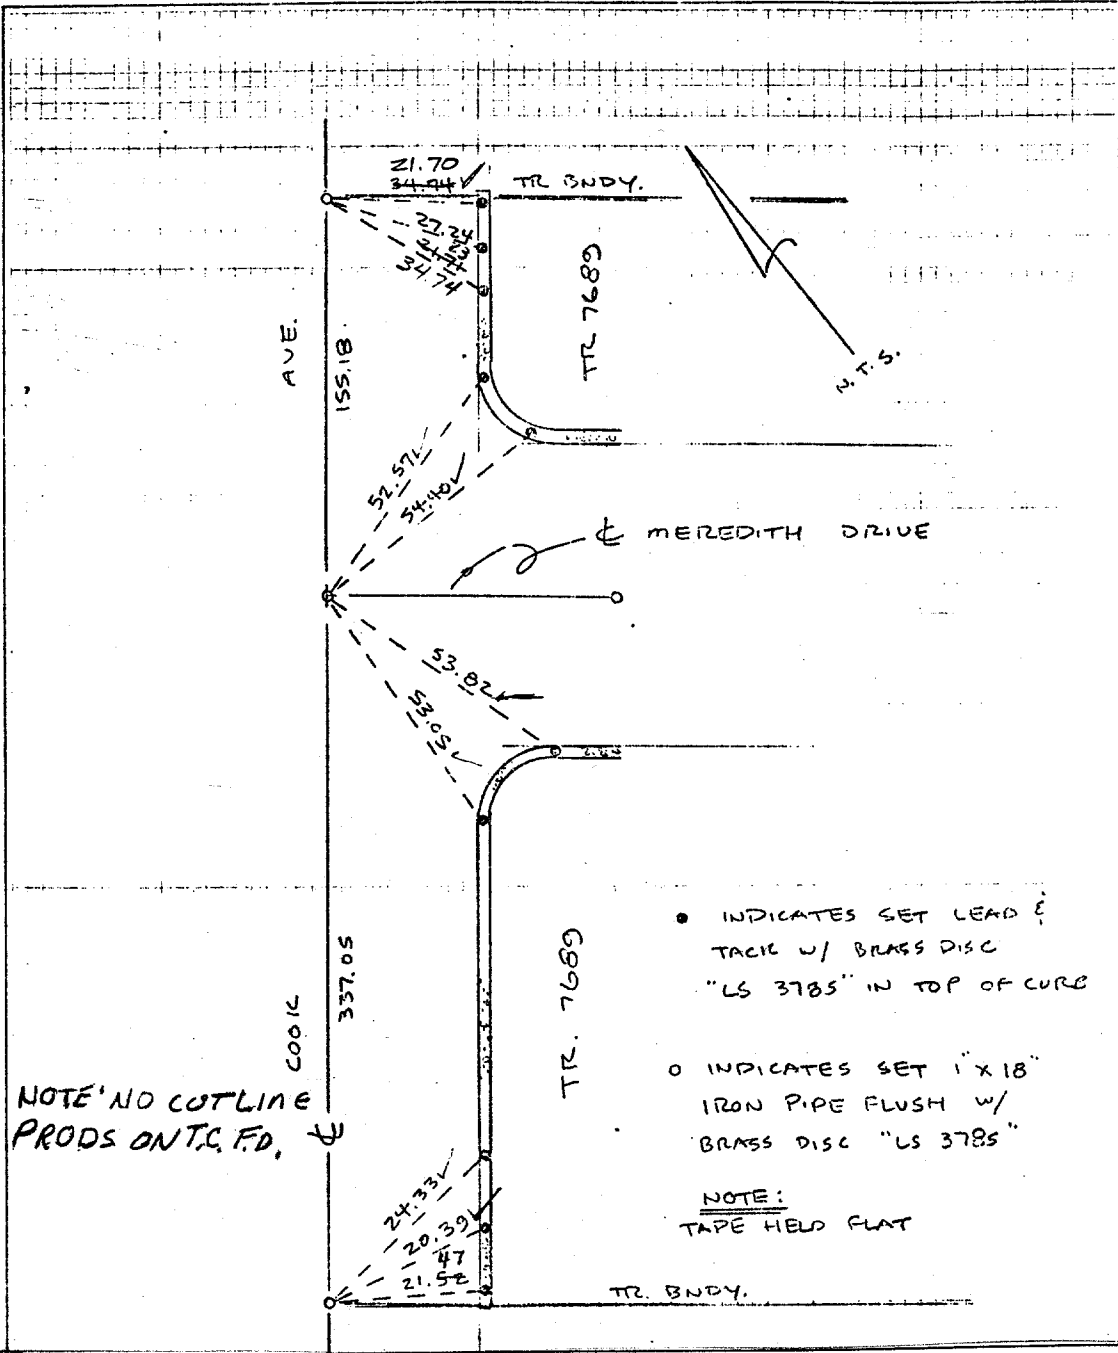 21.70
34.74
TR BNDY.
27.24
34.74
TR 7689
N.T.S.
AVE.
155.18
52.57
54.40
℄ MEREDITH DRIVE
53.82
53.05
● INDICATES SET LEAD &
TACK W/ BRASS DISC
"LS 3785" IN TOP OF CURB
TR. 7689
337.05
COOK
℄
○ INDICATES SET 1" x 18"
IRON PIPE FLUSH W/
BRASS DISC "LS 3785"
NOTE' NO CUTLINE
PRODS ON T.C. F.D.
24.33
20.39
47
21.52
NOTE:
TAPE HELD FLAT
TR. BNDY.